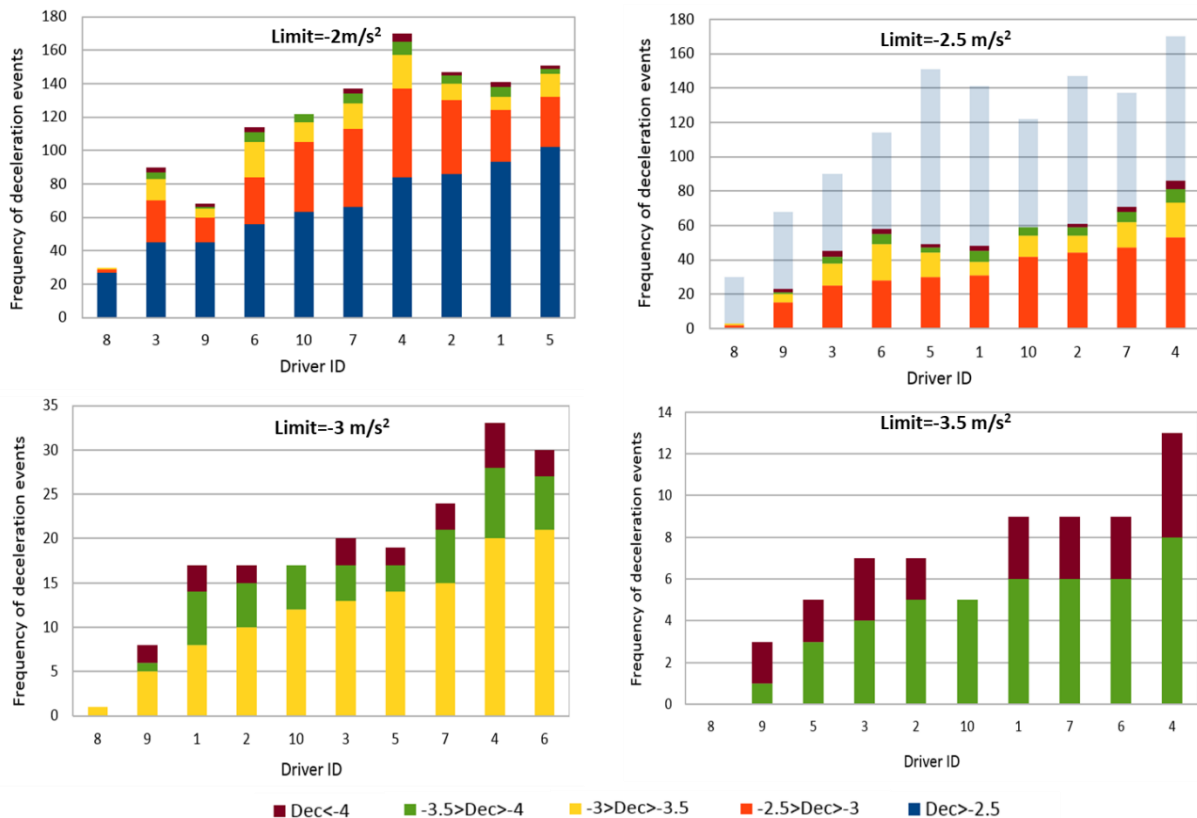 Limit=-2m/s²
Frequency of deceleration events
180
160
140
120
100
80
60
40
20
0
8 3 9 6 10 7 4 2 1 5
Driver ID
Limit=-2.5 m/s²
Frequency of deceleration events
180
160
140
120
100
80
60
40
20
0
8 9 3 6 5 1 10 2 7 4
Driver ID
Limit=-3 m/s²
Frequency of deceleration events
35
30
25
20
15
10
5
0
8 9 1 2 10 3 5 7 4 6
Driver ID
Limit=-3.5 m/s²
Frequency of deceleration events
14
12
10
8
6
4
2
0
8 9 5 3 2 10 1 7 6 4
Driver ID
Dec<-4 -3.5>Dec>-4 -3>Dec>-3.5 -2.5>Dec>-3 Dec>-2.5